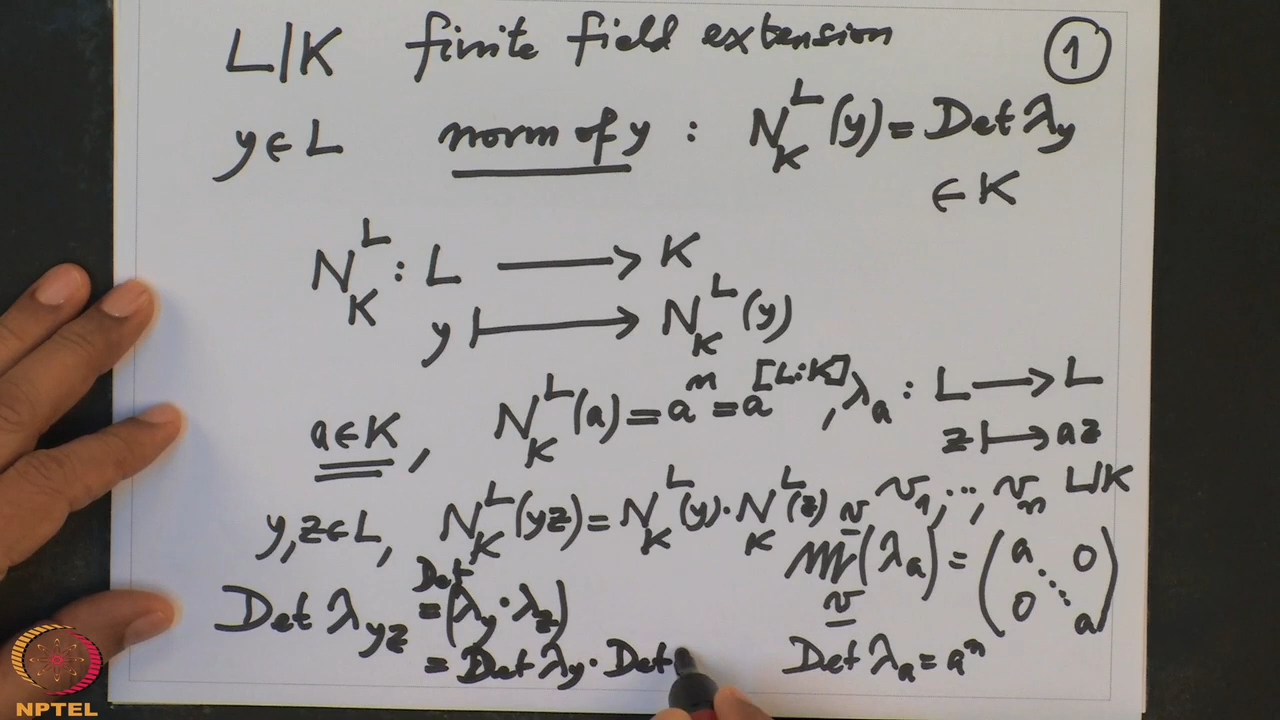 L|K finite field extension ①
y ∈ L norm of y : N^L_K(y) = Det λ_y
∈ K
N^L_K : L ⟶ K
y ⟼ N^L_K(y)
a ∈ K, N^L_K(a) = a^n = a^[L:K], λ_a : L ⟶ L
z ⟼ az
y, z ∈ L, N^L_K(yz) = N^L_K(y) · N^L_K(z)
v v_1, ..., v_n L|K
M^v_v(λ_a) = (a 0
0 a)
Det λ_yz = Det(λ_y · λ_z)
= Det λ_y · Det
Det λ_a = a^n
NPTEL